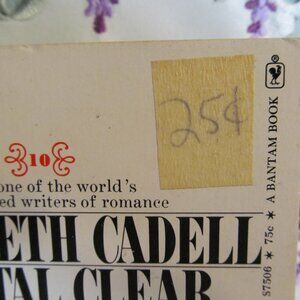 25¢
10
one of the world's
ed writers of romance
ETH CADELL
TAL CLEAR
S7506 * 75c * A BANTAM BOOK